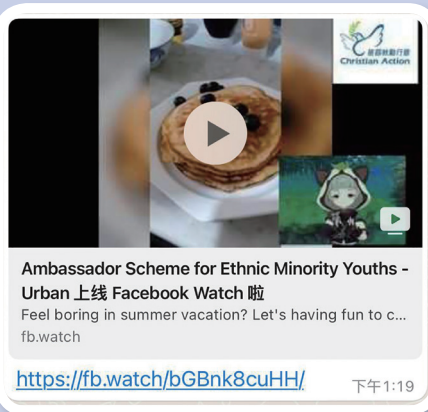 基督教勵行會
Christian Action
Ambassador Scheme for Ethnic Minority Youths -
Urban 上线 Facebook Watch 啦
Feel boring in summer vacation? Let's having fun to c...
fb.watch
https://fb.watch/bGBnk8cuHH/
下午1:19